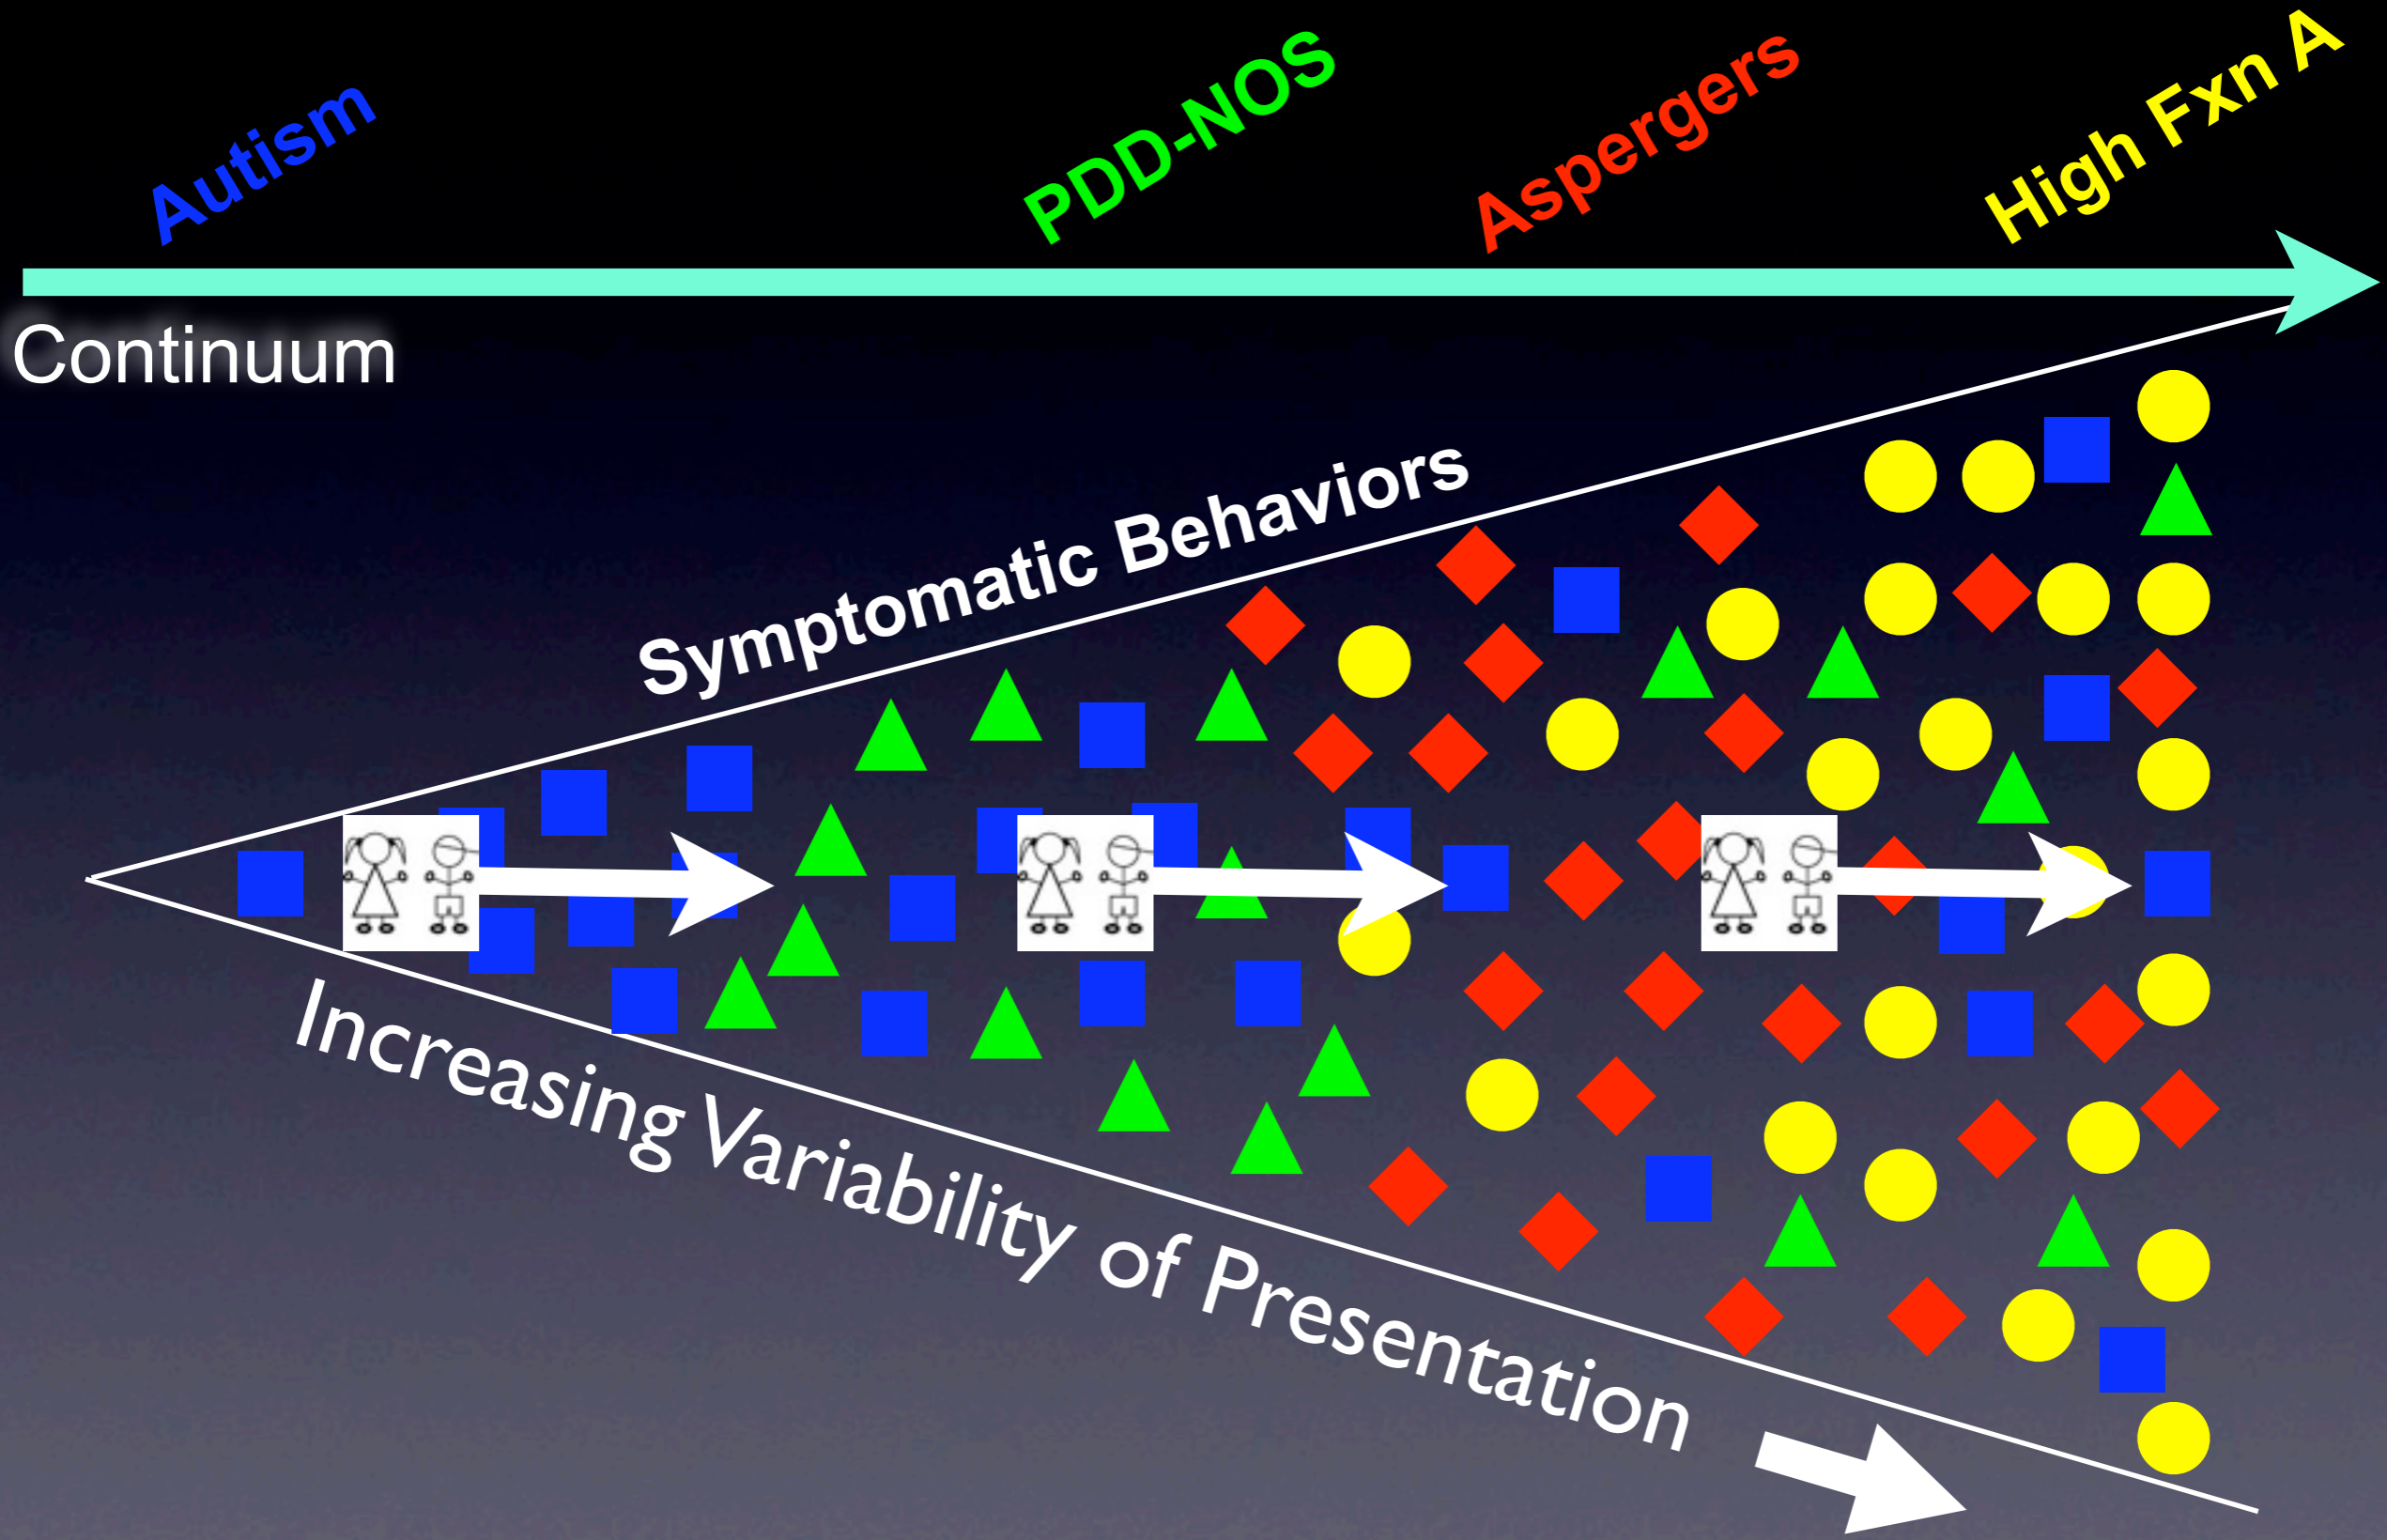 Autism
PDD-NOS
Aspergers
High Fxn A
Continuum
Symptomatic Behaviors
Increasing Variability of Presentation